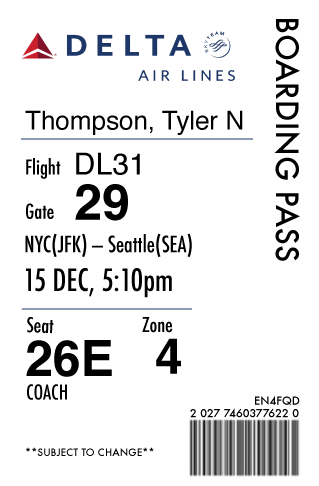 DELTA
SKYTEAM
AIR LINES
BOARDING PASS
Thompson, Tyler N
Flight DL31
Gate 29
NYC(JFK) – Seattle(SEA)
15 DEC, 5:10pm
Seat Zone
26E 4
COACH
EN4FQD
2 027 7460377622 0
**SUBJECT TO CHANGE**